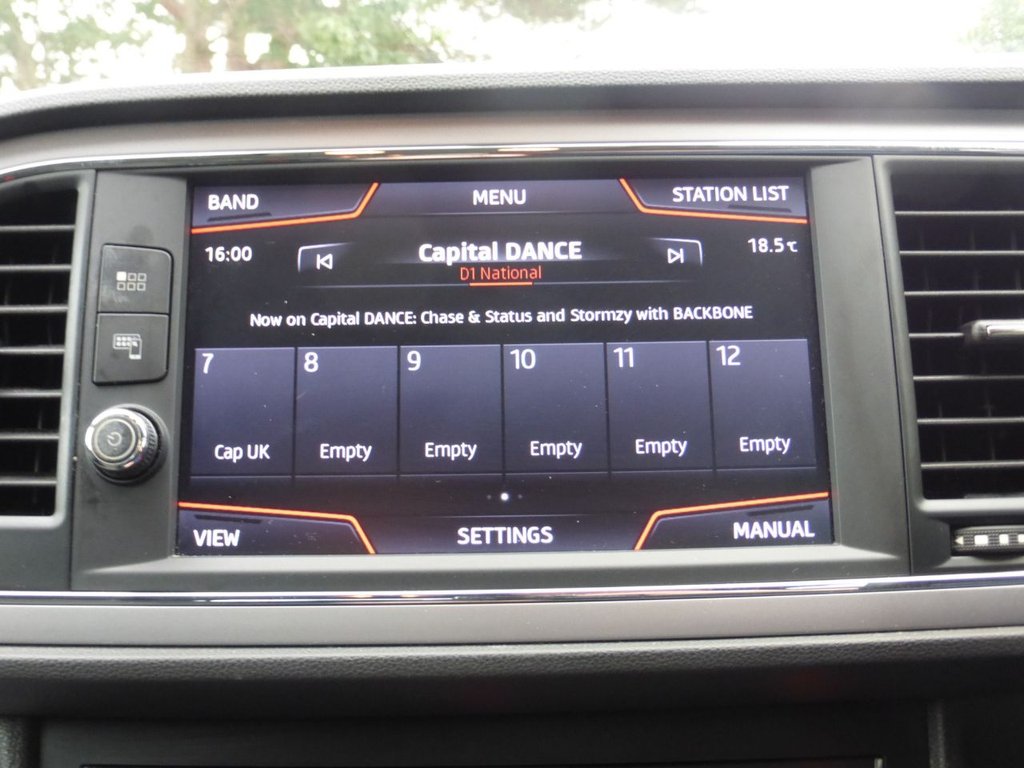 BAND MENU STATION LIST
16:00 Capital DANCE 18.5℃
D1 National
Now on Capital DANCE: Chase & Status and Stormzy with BACKBONE
7 8 9 10 11 12
Cap UK Empty Empty Empty Empty Empty
VIEW SETTINGS MANUAL